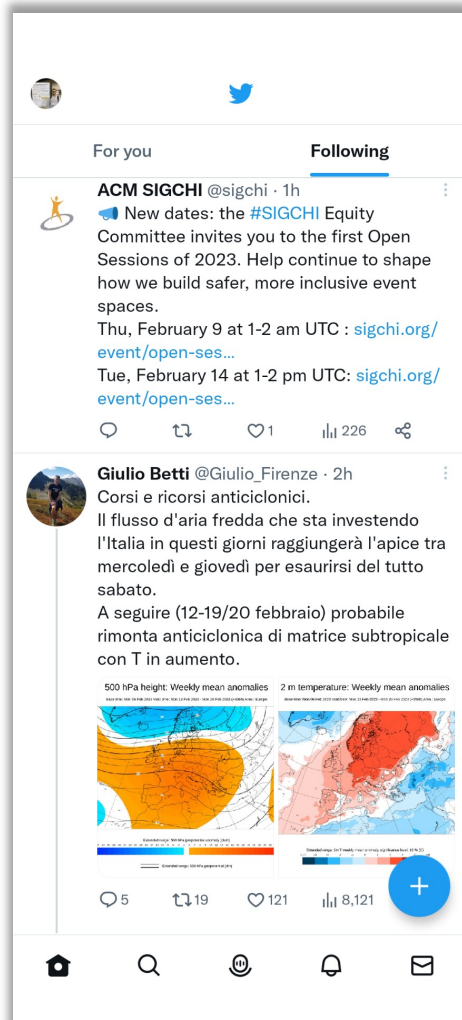 For you
Following
ACM SIGCHI @sigchi · 1h
📣 New dates: the #SIGCHI Equity
Committee invites you to the first Open
Sessions of 2023. Help continue to shape
how we build safer, more inclusive event
spaces.
Thu, February 9 at 1-2 am UTC : sigchi.org/
event/open-ses…
Tue, February 14 at 1-2 pm UTC: sigchi.org/
event/open-ses…
1
226
Giulio Betti @Giulio_Firenze · 2h
Corsi e ricorsi anticiclonici.
Il flusso d'aria fredda che sta investendo
l'Italia in questi giorni raggiungerà l'apice tra
mercoledì e giovedì per esaurirsi del tutto
sabato.
A seguire (12-19/20 febbraio) probabile
rimonta anticiclonica di matrice subtropicale
con T in aumento.
500 hPa height: Weekly mean anomalies
2 m temperature: Weekly mean anomalies
5
19
121
8,121